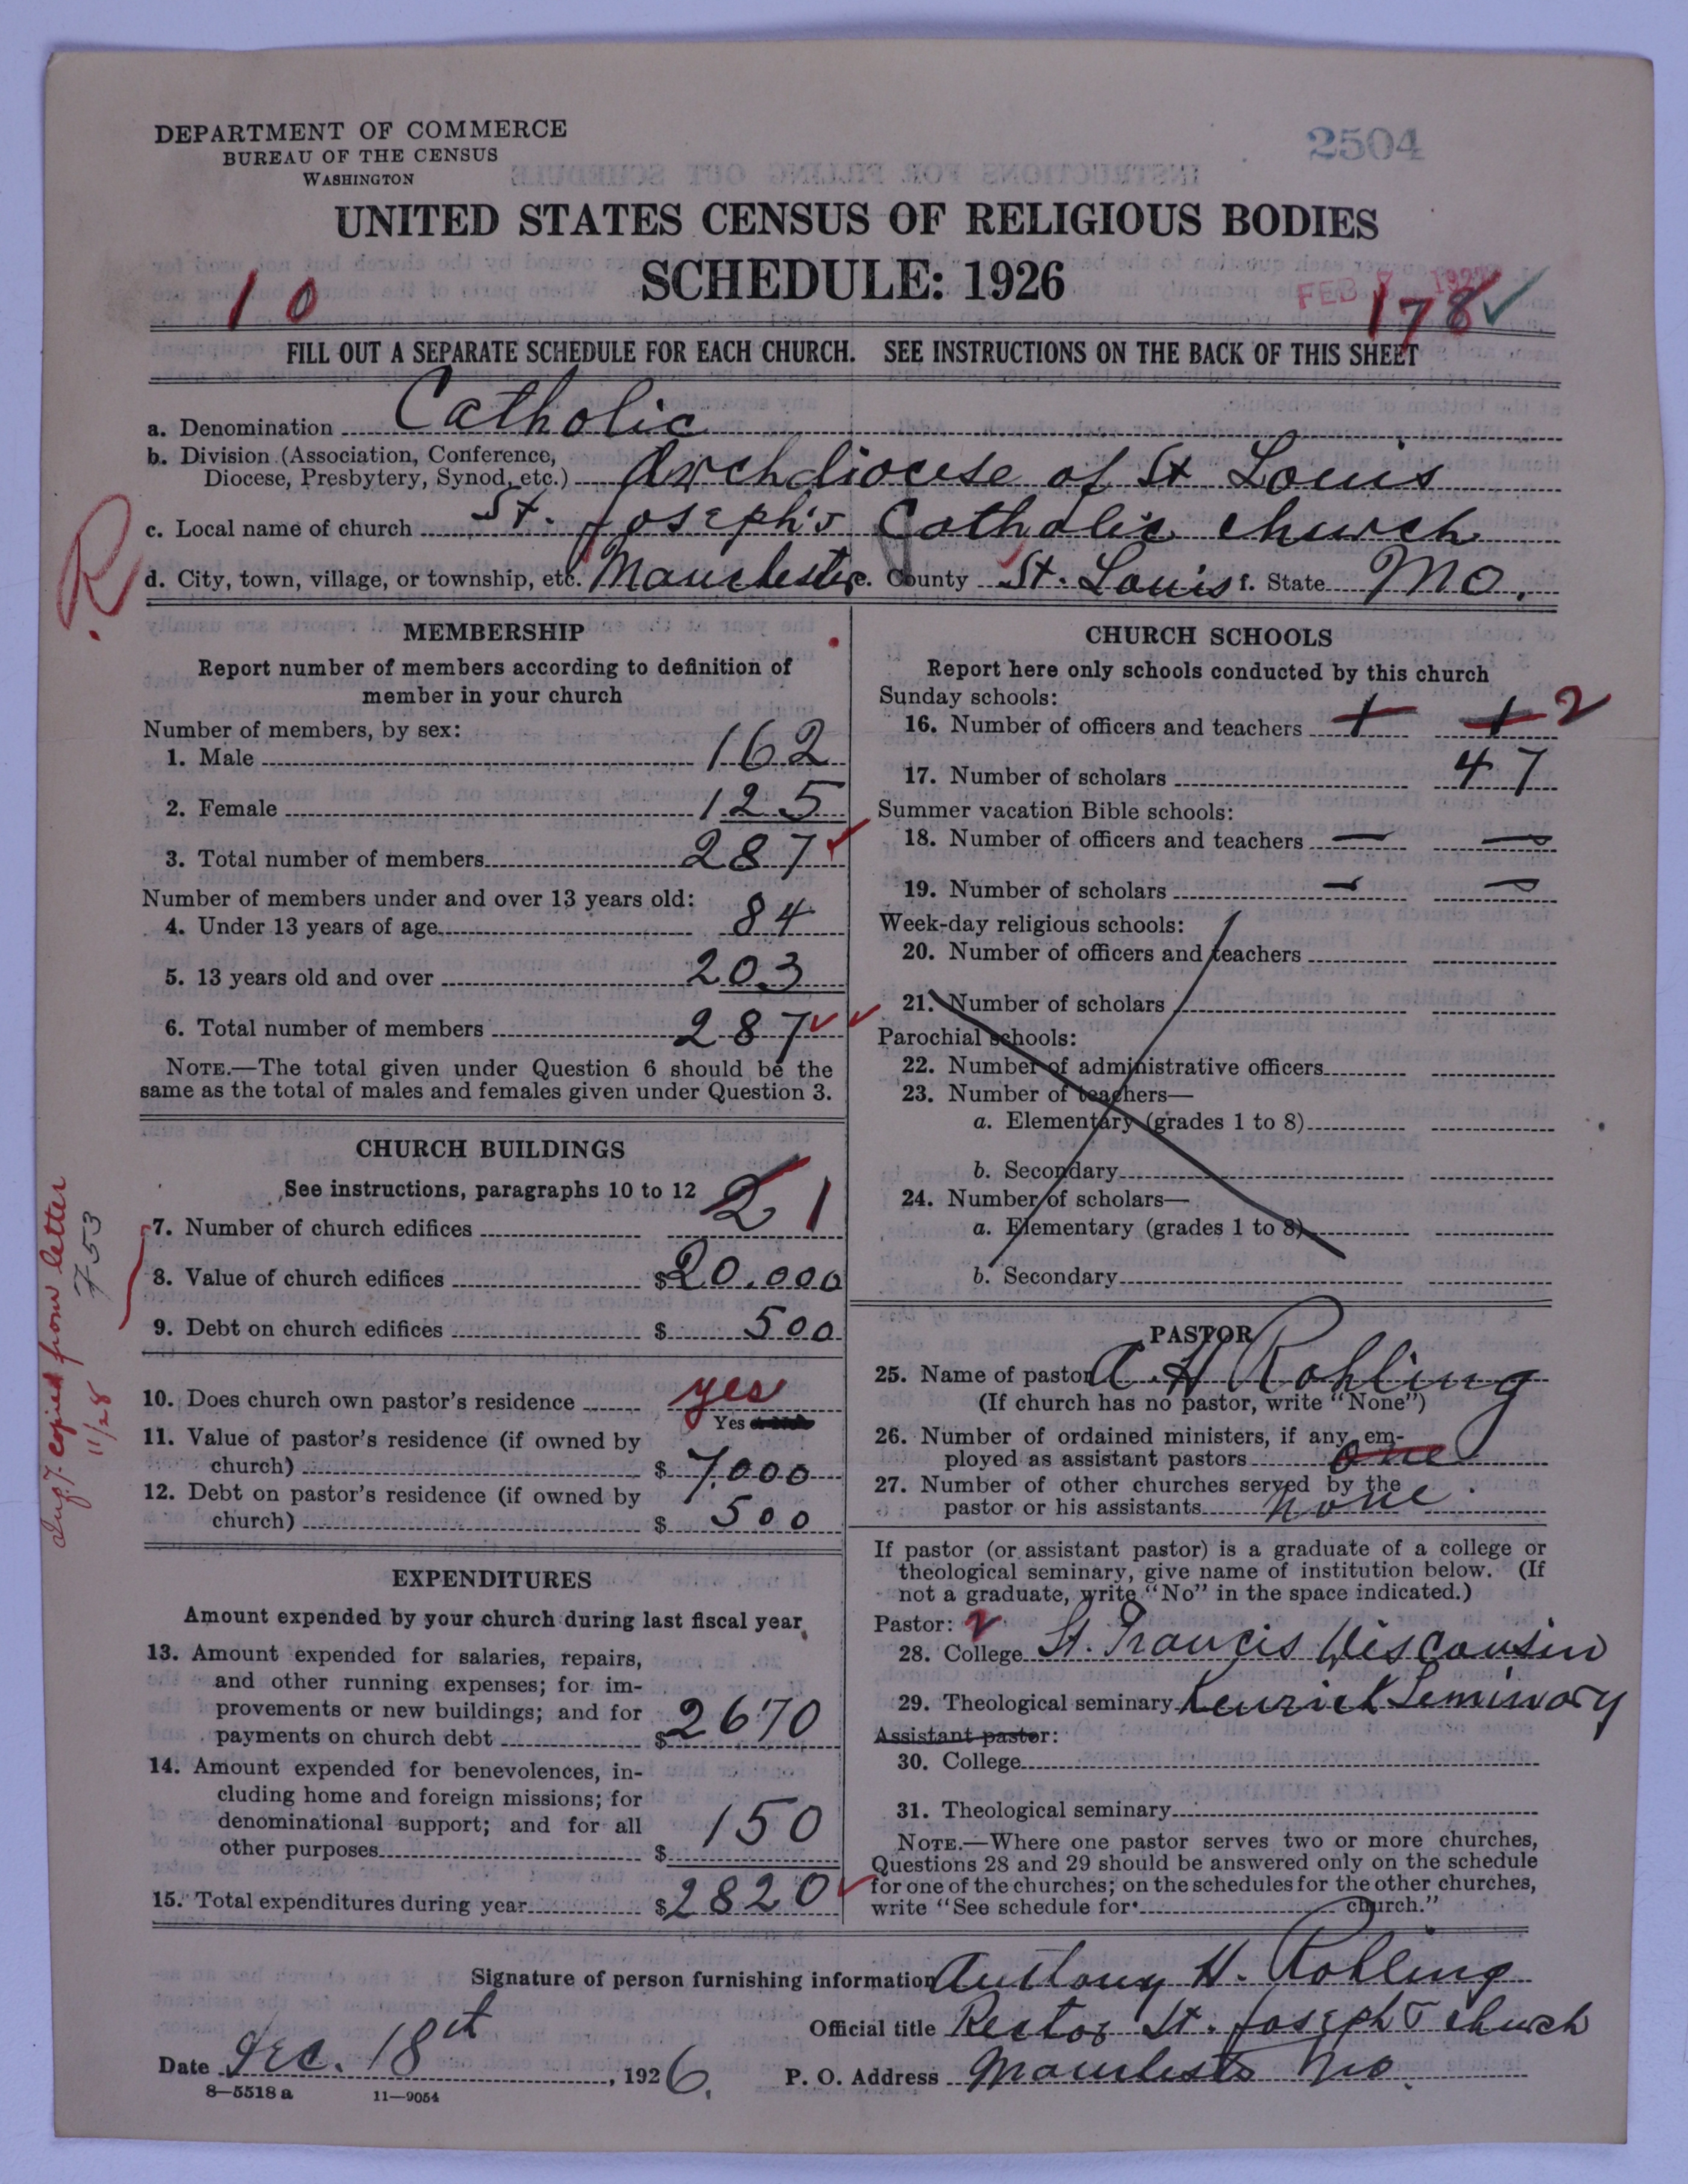 DEPARTMENT OF COMMERCE
BUREAU OF THE CENSUS
WASHINGTON
2504
UNITED STATES CENSUS OF RELIGIOUS BODIES
SCHEDULE: 1926
10
FEB 7 192
178
FILL OUT A SEPARATE SCHEDULE FOR EACH CHURCH. SEE INSTRUCTIONS ON THE BACK OF THIS SHEET
a. Denomination Catholic
b. Division (Association, Conference,
Diocese, Presbytery, Synod, etc.) Archdiocese of St Louis
c. Local name of church St. Joseph's Catholic church
R
d. City, town, village, or township, etc. Manchester e. County St. Louis f. State Mo.
MEMBERSHIP
Report number of members according to definition of
member in your church
Number of members, by sex:
1. Male 162
2. Female 125
3. Total number of members 287
Number of members under and over 13 years old:
4. Under 13 years of age 84
5. 13 years old and over 203
6. Total number of members 287
NOTE.—The total given under Question 6 should be the
same as the total of males and females given under Question 3.
CHURCH BUILDINGS
See instructions, paragraphs 10 to 12
7. Number of church edifices 2 1
8. Value of church edifices $20.000
9. Debt on church edifices $ 500
10. Does church own pastor's residence yes
Yes
11. Value of pastor's residence (if owned by
church) $ 7.000
12. Debt on pastor's residence (if owned by
church) $ 500
copied from letter
11/28
753
EXPENDITURES
Amount expended by your church during last fiscal year
13. Amount expended for salaries, repairs,
and other running expenses; for im-
provements or new buildings; and for
payments on church debt $2670
14. Amount expended for benevolences, in-
cluding home and foreign missions; for
denominational support; and for all
other purposes $ 150
15. Total expenditures during year $2820
CHURCH SCHOOLS
Report here only schools conducted by this church
Sunday schools:
16. Number of officers and teachers 1 1 2
17. Number of scholars 47
Summer vacation Bible schools:
18. Number of officers and teachers — —
19. Number of scholars — —
Week-day religious schools:
20. Number of officers and teachers
21. Number of scholars
Parochial schools:
22. Number of administrative officers
23. Number of teachers—
a. Elementary (grades 1 to 8)
b. Secondary
24. Number of scholars—
a. Elementary (grades 1 to 8)
b. Secondary
PASTOR
25. Name of pastor A. H Rohling
(If church has no pastor, write "None")
26. Number of ordained ministers, if any, em-
ployed as assistant pastors one
27. Number of other churches served by the
pastor or his assistants none.
If pastor (or assistant pastor) is a graduate of a college or
theological seminary, give name of institution below. (If
not a graduate, write "No" in the space indicated.)
Pastor: 2
28. College St. Francis Wisconsin
29. Theological seminary Kenrick Seminary
Assistant pastor:
30. College
31. Theological seminary
NOTE.—Where one pastor serves two or more churches,
Questions 28 and 29 should be answered only on the schedule
for one of the churches; on the schedules for the other churches,
write "See schedule for church."
Signature of person furnishing information Anthony H. Rohling
Official title Rector St. Joseph's church
Date Dec. 18th, 1926. P. O. Address Manchester Mo.
8—5518 a 11—9054